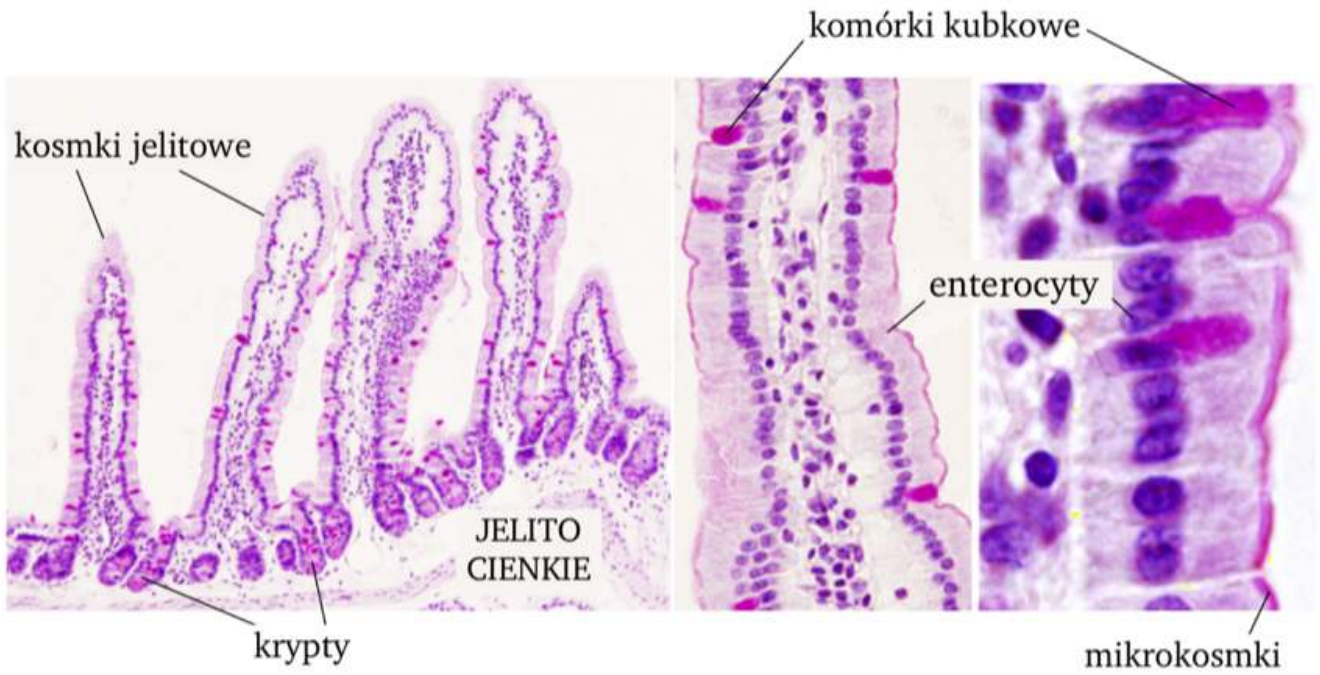 komórki kubkowe
kosmki jelitowe
enterocyty
JELITO
CIENKIE
krypty
mikrokosmki